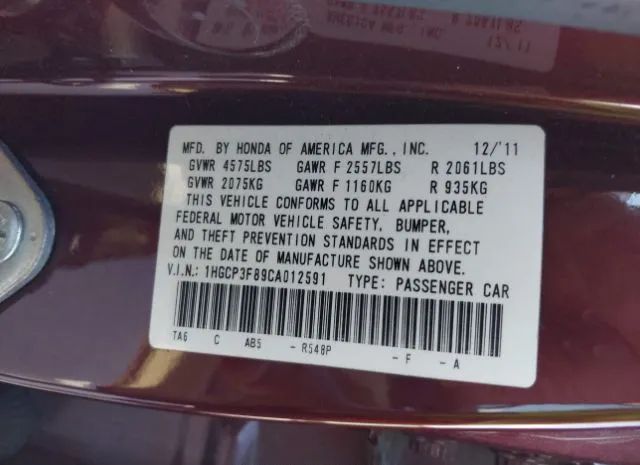 MFD. BY HONDA OF AMERICA MFG., INC. 12/'11
GVWR 4575LBS GAWR F 2557LBS R 2061LBS
GVWR 2075KG GAWR F 1160KG R 935KG
THIS VEHICLE CONFORMS TO ALL APPLICABLE
FEDERAL MOTOR VEHICLE SAFETY, BUMPER,
AND THEFT PREVENTION STANDARDS IN EFFECT
ON THE DATE OF MANUFACTURE SHOWN ABOVE.
V.I.N.: 1HGCP3F89CA012591 TYPE: PASSENGER CAR
TA6 C AB5 - R548P - F - A